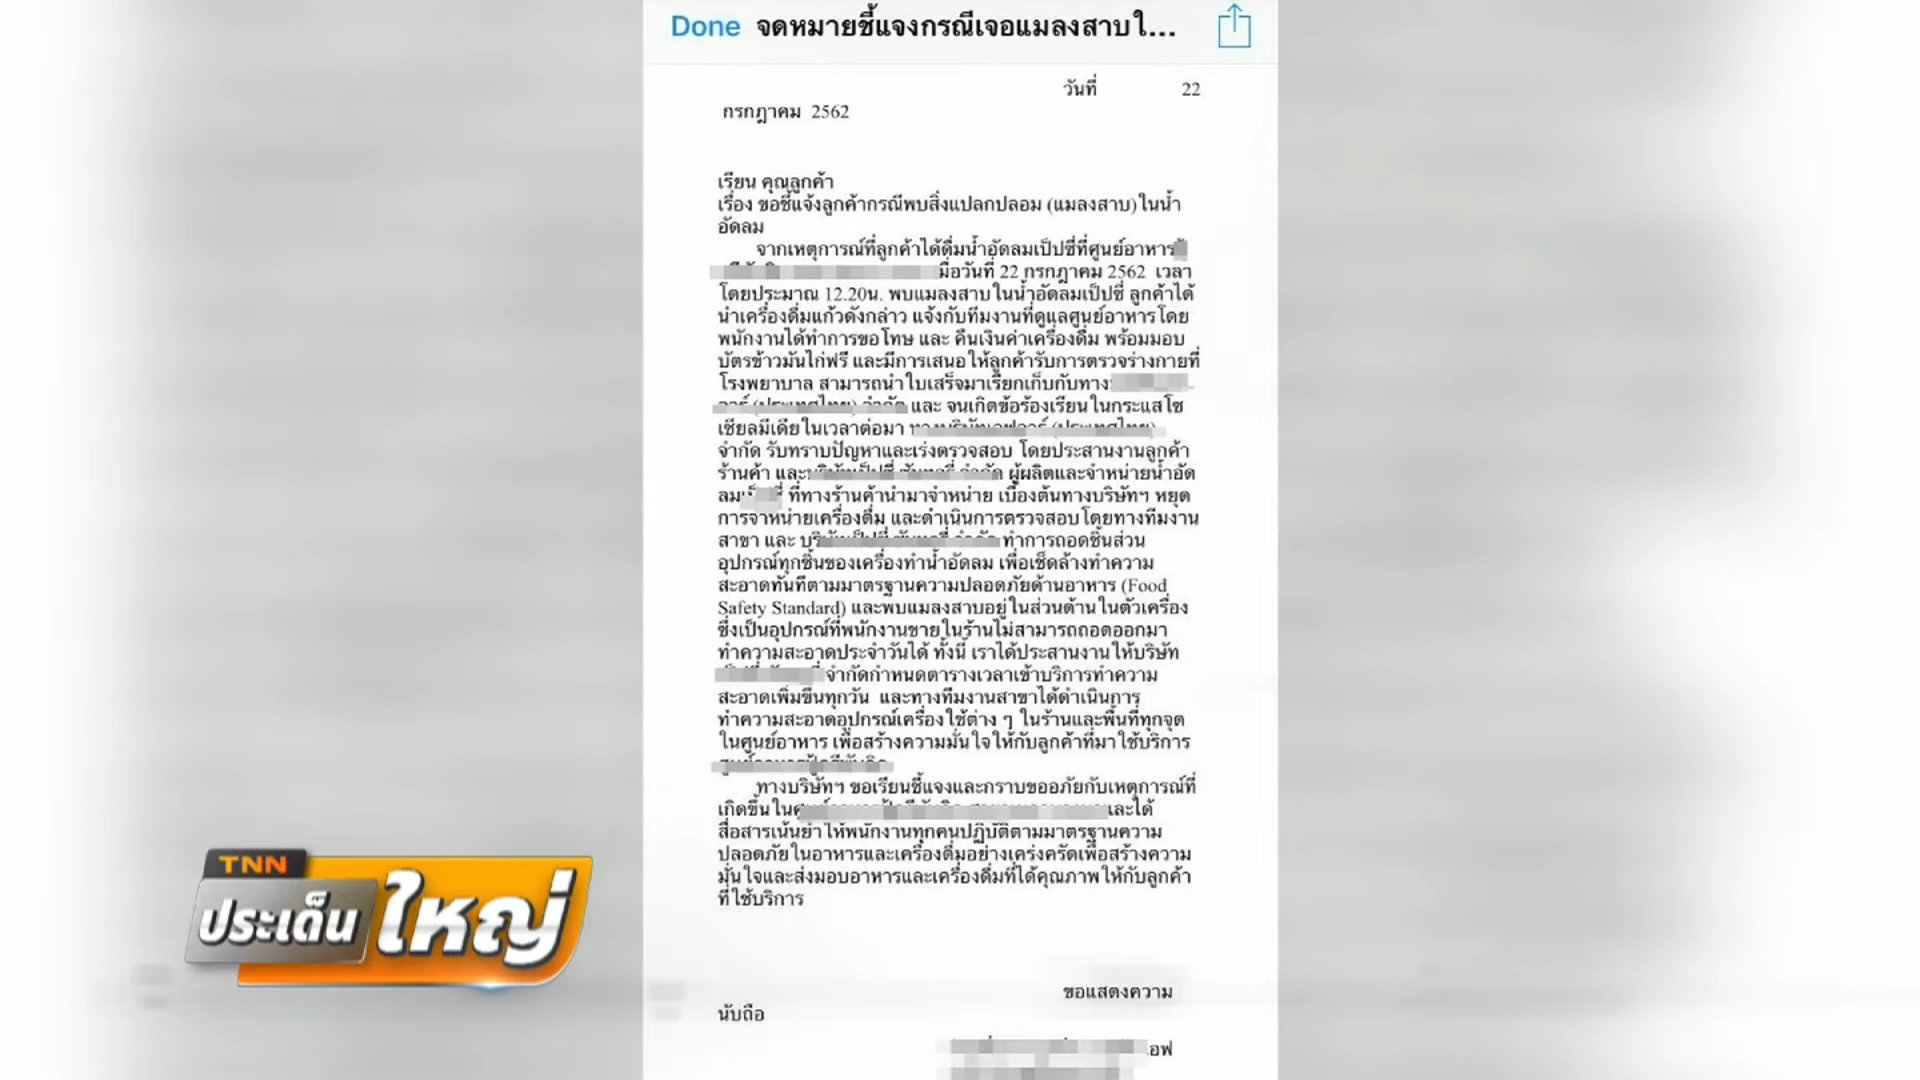 Done จดหมายชี้แจงกรณีเจอแมลงสาบใ...
วันที่ 22
กรกฎาคม 2562
เรียน คุณลูกค้า
เรื่อง ขอชี้แจ้งลูกค้ากรณีพบสิ่งแปลกปลอม (แมลงสาบ) ในน้ำ
อัดลม
จากเหตุการณ์ที่ลูกค้าได้ดื่มน้ำอัดลมเป็ปซี่ที่ศูนย์อาหาร
มื่อวันที่ 22 กรกฎาคม 2562 เวลา
โดยประมาณ 12.20น. พบแมลงสาบในน้ำอัดลมเป็ปซี่ ลูกค้าได้
นำเครื่องดื่มแก้วดังกล่าว แจ้งกับทีมงานที่ดูแลศูนย์อาหารโดย
พนักงานได้ทำการขอโทษ และ คืนเงินค่าเครื่องดื่ม พร้อมมอบ
บัตรข้าวมันไก่ฟรี และมีการเสนอให้ลูกค้ารับการตรวจร่างกายที่
โรงพยาบาล สามารถนำใบเสร็จมาเรียกเก็บกับทาง
และ จนเกิดข้อร้องเรียนในกระแสโซ
เชียลมีเดียในเวลาต่อมา
จำกัด รับทราบปัญหาและเร่งตรวจสอบ โดยประสานงานลูกค้า
ร้านค้า และ ผู้ผลิตและจำหน่ายน้ำอัด
ลม ที่ทางร้านค้านำมาจำหน่าย เบื้องต้นทางบริษัทฯ หยุด
การจำหน่ายเครื่องดื่ม และดำเนินการตรวจสอบโดยทางทีมงาน
สาขา และ ทำการถอดชิ้นส่วน
อุปกรณ์ทุกชิ้นของเครื่องทำน้ำอัดลม เพื่อเช็ดล้างทำความ
สะอาดทันทีตามมาตรฐานความปลอดภัยด้านอาหาร (Food
Safety Standard) และพบแมลงสาบอยู่ในส่วนด้านในตัวเครื่อง
ซึ่งเป็นอุปกรณ์ที่พนักงานขายในร้านไม่สามารถถอดออกมา
ทำความสะอาดประจำวันได้ ทั้งนี้ เราได้ประสานงานให้บริษัท
จำกัดกำหนดตารางเวลาเข้าบริการทำความ
สะอาดเพิ่มขึ้นทุกวัน และทางทีมงานสาขาได้ดำเนินการ
ทำความสะอาดอุปกรณ์เครื่องใช้ต่าง ๆ ในร้านและพื้นที่ทุกจุด
ในศูนย์อาหาร เพื่อสร้างความมั่นใจให้กับลูกค้าที่มาใช้บริการ
ทางบริษัทฯ ขอเรียนชี้แจงและกราบขออภัยกับเหตุการณ์ที่
เกิดขึ้นใน และได้
สื่อสารเน้นย้ำให้พนักงานทุกคนปฏิบัติตามมาตรฐานความ
ปลอดภัยในอาหารและเครื่องดื่มอย่างเคร่งครัดเพื่อสร้างความ
มั่นใจและส่งมอบอาหารและเครื่องดื่มที่ได้คุณภาพให้กับลูกค้า
ที่ใช้บริการ
ขอแสดงความ
นับถือ
TNN
ประเด็นใหญ่